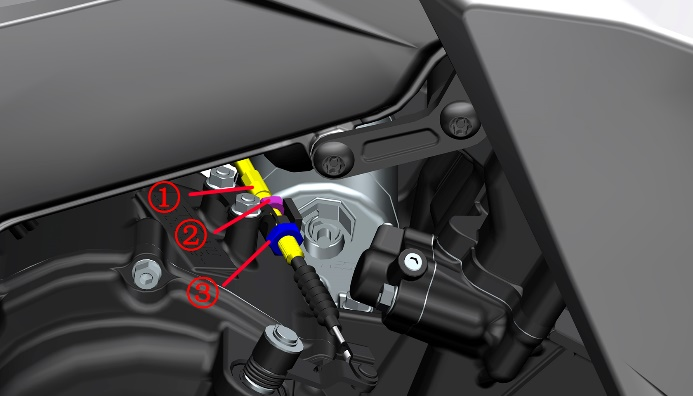 ①
②
③